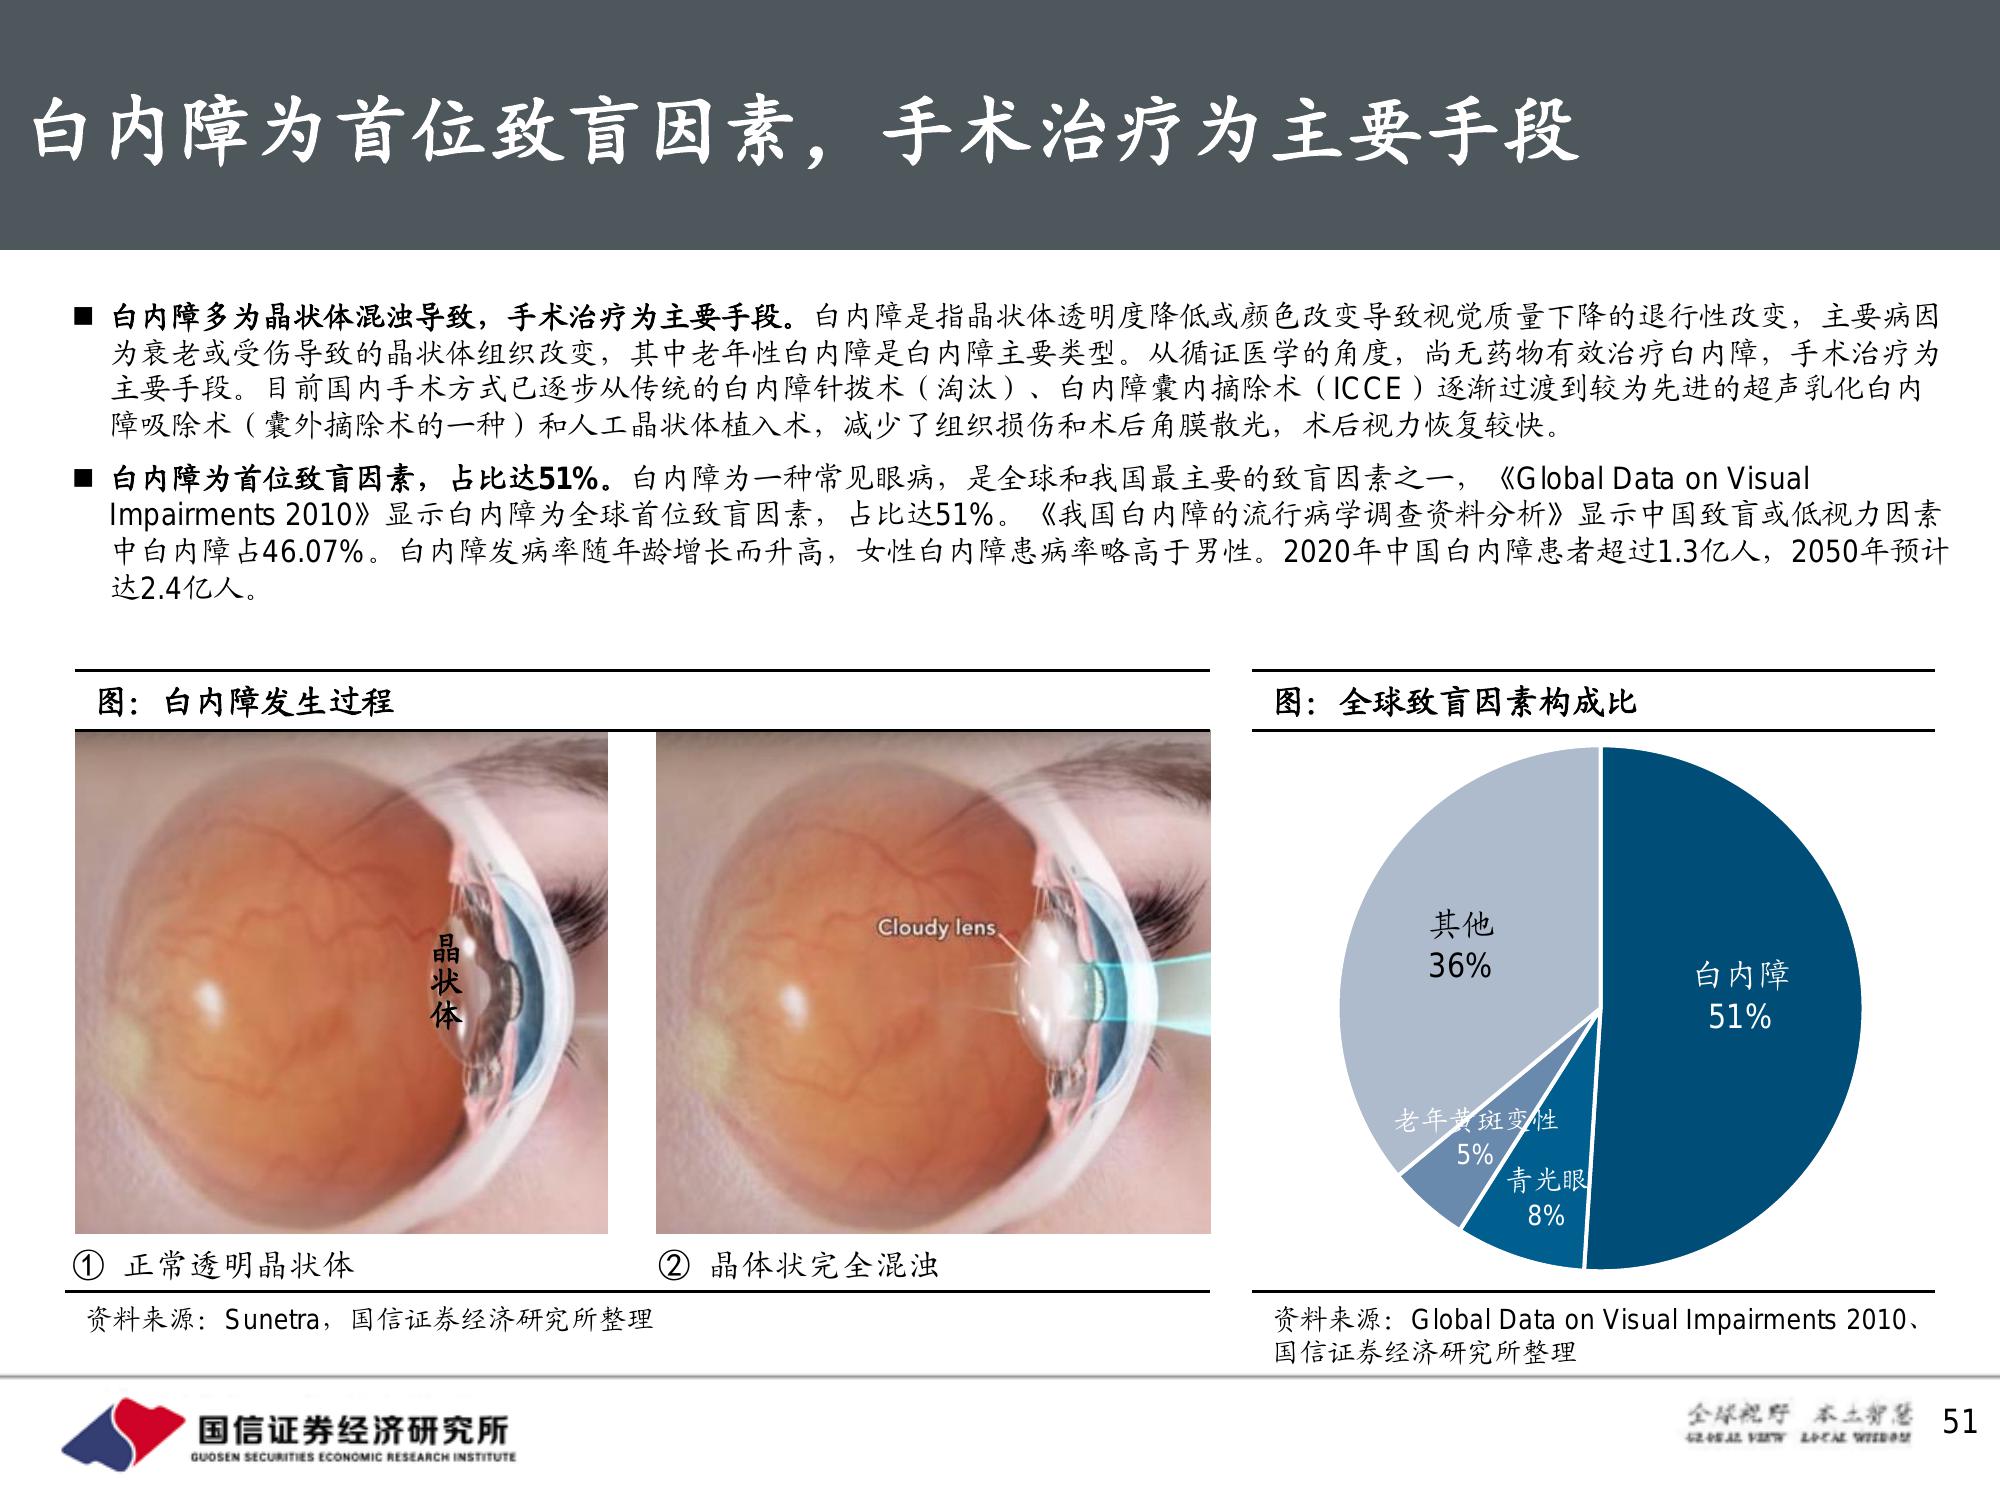 白内障为首位致盲因素，手术治疗为主要手段
■ 白内障多为晶状体混浊导致，手术治疗为主要手段。白内障是指晶状体透明度降低或颜色改变导致视觉质量下降的退行性改变，主要病因
为衰老或受伤导致的晶状体组织改变，其中老年性白内障是白内障主要类型。从循证医学的角度，尚无药物有效治疗白内障，手术治疗为
主要手段。目前国内手术方式已逐步从传统的白内障针拨术（淘汰）、白内障囊内摘除术（ICCE）逐渐过渡到较为先进的超声乳化白内
障吸除术（囊外摘除术的一种）和人工晶状体植入术，减少了组织损伤和术后角膜散光，术后视力恢复较快。
■ 白内障为首位致盲因素，占比达51%。白内障为一种常见眼病，是全球和我国最主要的致盲因素之一，《Global Data on Visual
Impairments 2010》显示白内障为全球首位致盲因素，占比达51%。《我国白内障的流行病学调查资料分析》显示中国致盲或低视力因素
中白内障占46.07%。白内障发病率随年龄增长而升高，女性白内障患病率略高于男性。2020年中国白内障患者超过1.3亿人，2050年预计
达2.4亿人。
图：白内障发生过程
晶
状
体
Cloudy lens
① 正常透明晶状体
② 晶体状完全混浊
资料来源：Sunetra，国信证券经济研究所整理
图：全球致盲因素构成比
其他
36%
白内障
51%
老年黄斑变性
5%
青光眼
8%
资料来源：Global Data on Visual Impairments 2010、
国信证券经济研究所整理
国信证券经济研究所
GUOSEN SECURITIES ECONOMIC RESEARCH INSTITUTE
全球视野 本土智慧
GLOBAL VIEW LOCAL WISDOM
51